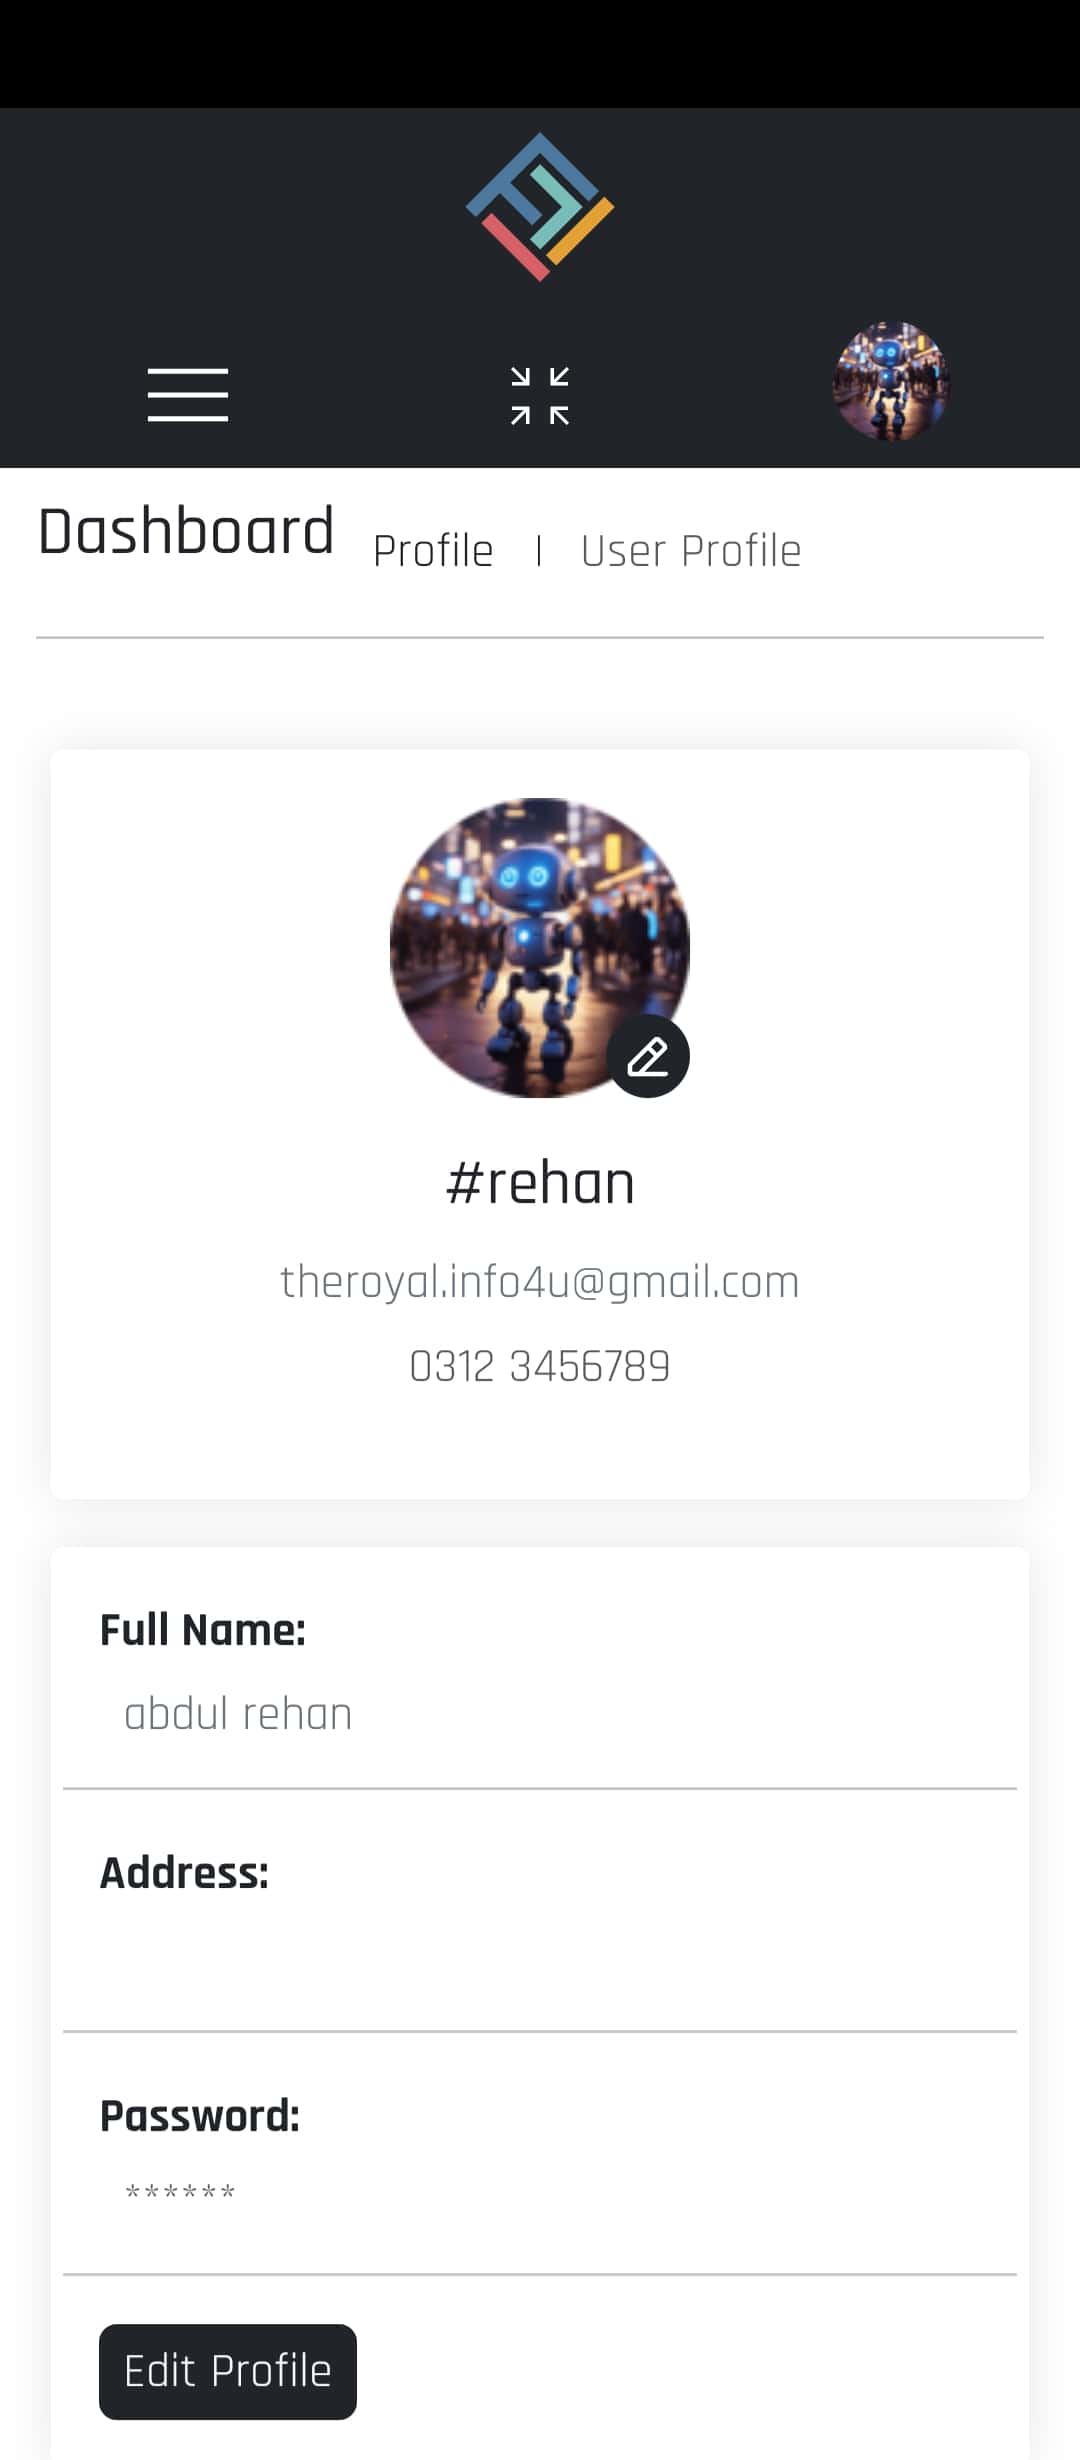 Dashboard Profile | User Profile
#rehan
theroyal.info4u@gmail.com
0312 3456789
Full Name:
abdul rehan
Address:
Password:
******
Edit Profile